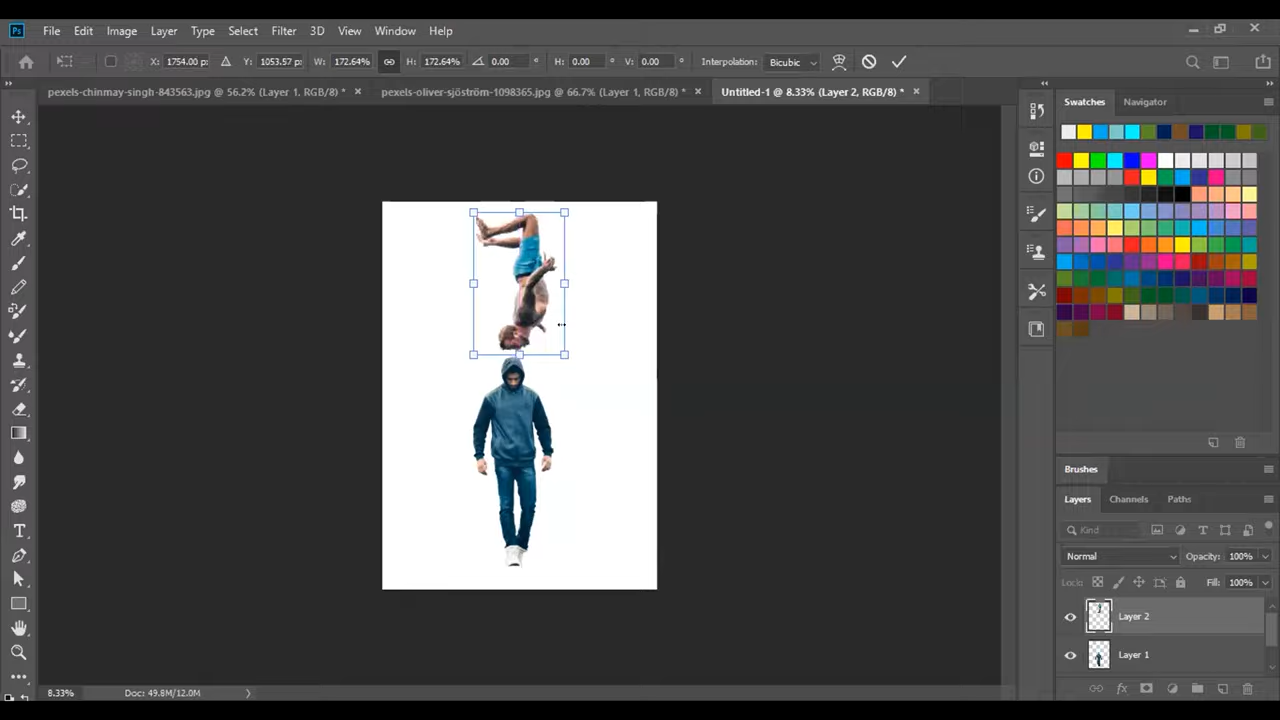 Ps File Edit Image Layer Type Select Filter 3D View Window Help
X: 1754.00 px Y: 1053.57 px W: 172.64% H: 172.64% 0.00 ° H: 0.00 ° V: 0.00 ° Interpolation: Bicubic
pexels-chinmay-singh-843563.jpg @ 56.2% (Layer 1, RGB/8) * × pexels-oliver-sjöström-1098365.jpg @ 66.7% (Layer 1, RGB/8) * × Untitled-1 @ 8.33% (Layer 2, RGB/8) * ×
Swatches Navigator
Brushes
Layers Channels Paths
Kind
Normal Opacity: 100%
Lock: Fill: 100%
Layer 2
Layer 1
8.33% Doc: 49.8M/12.0M